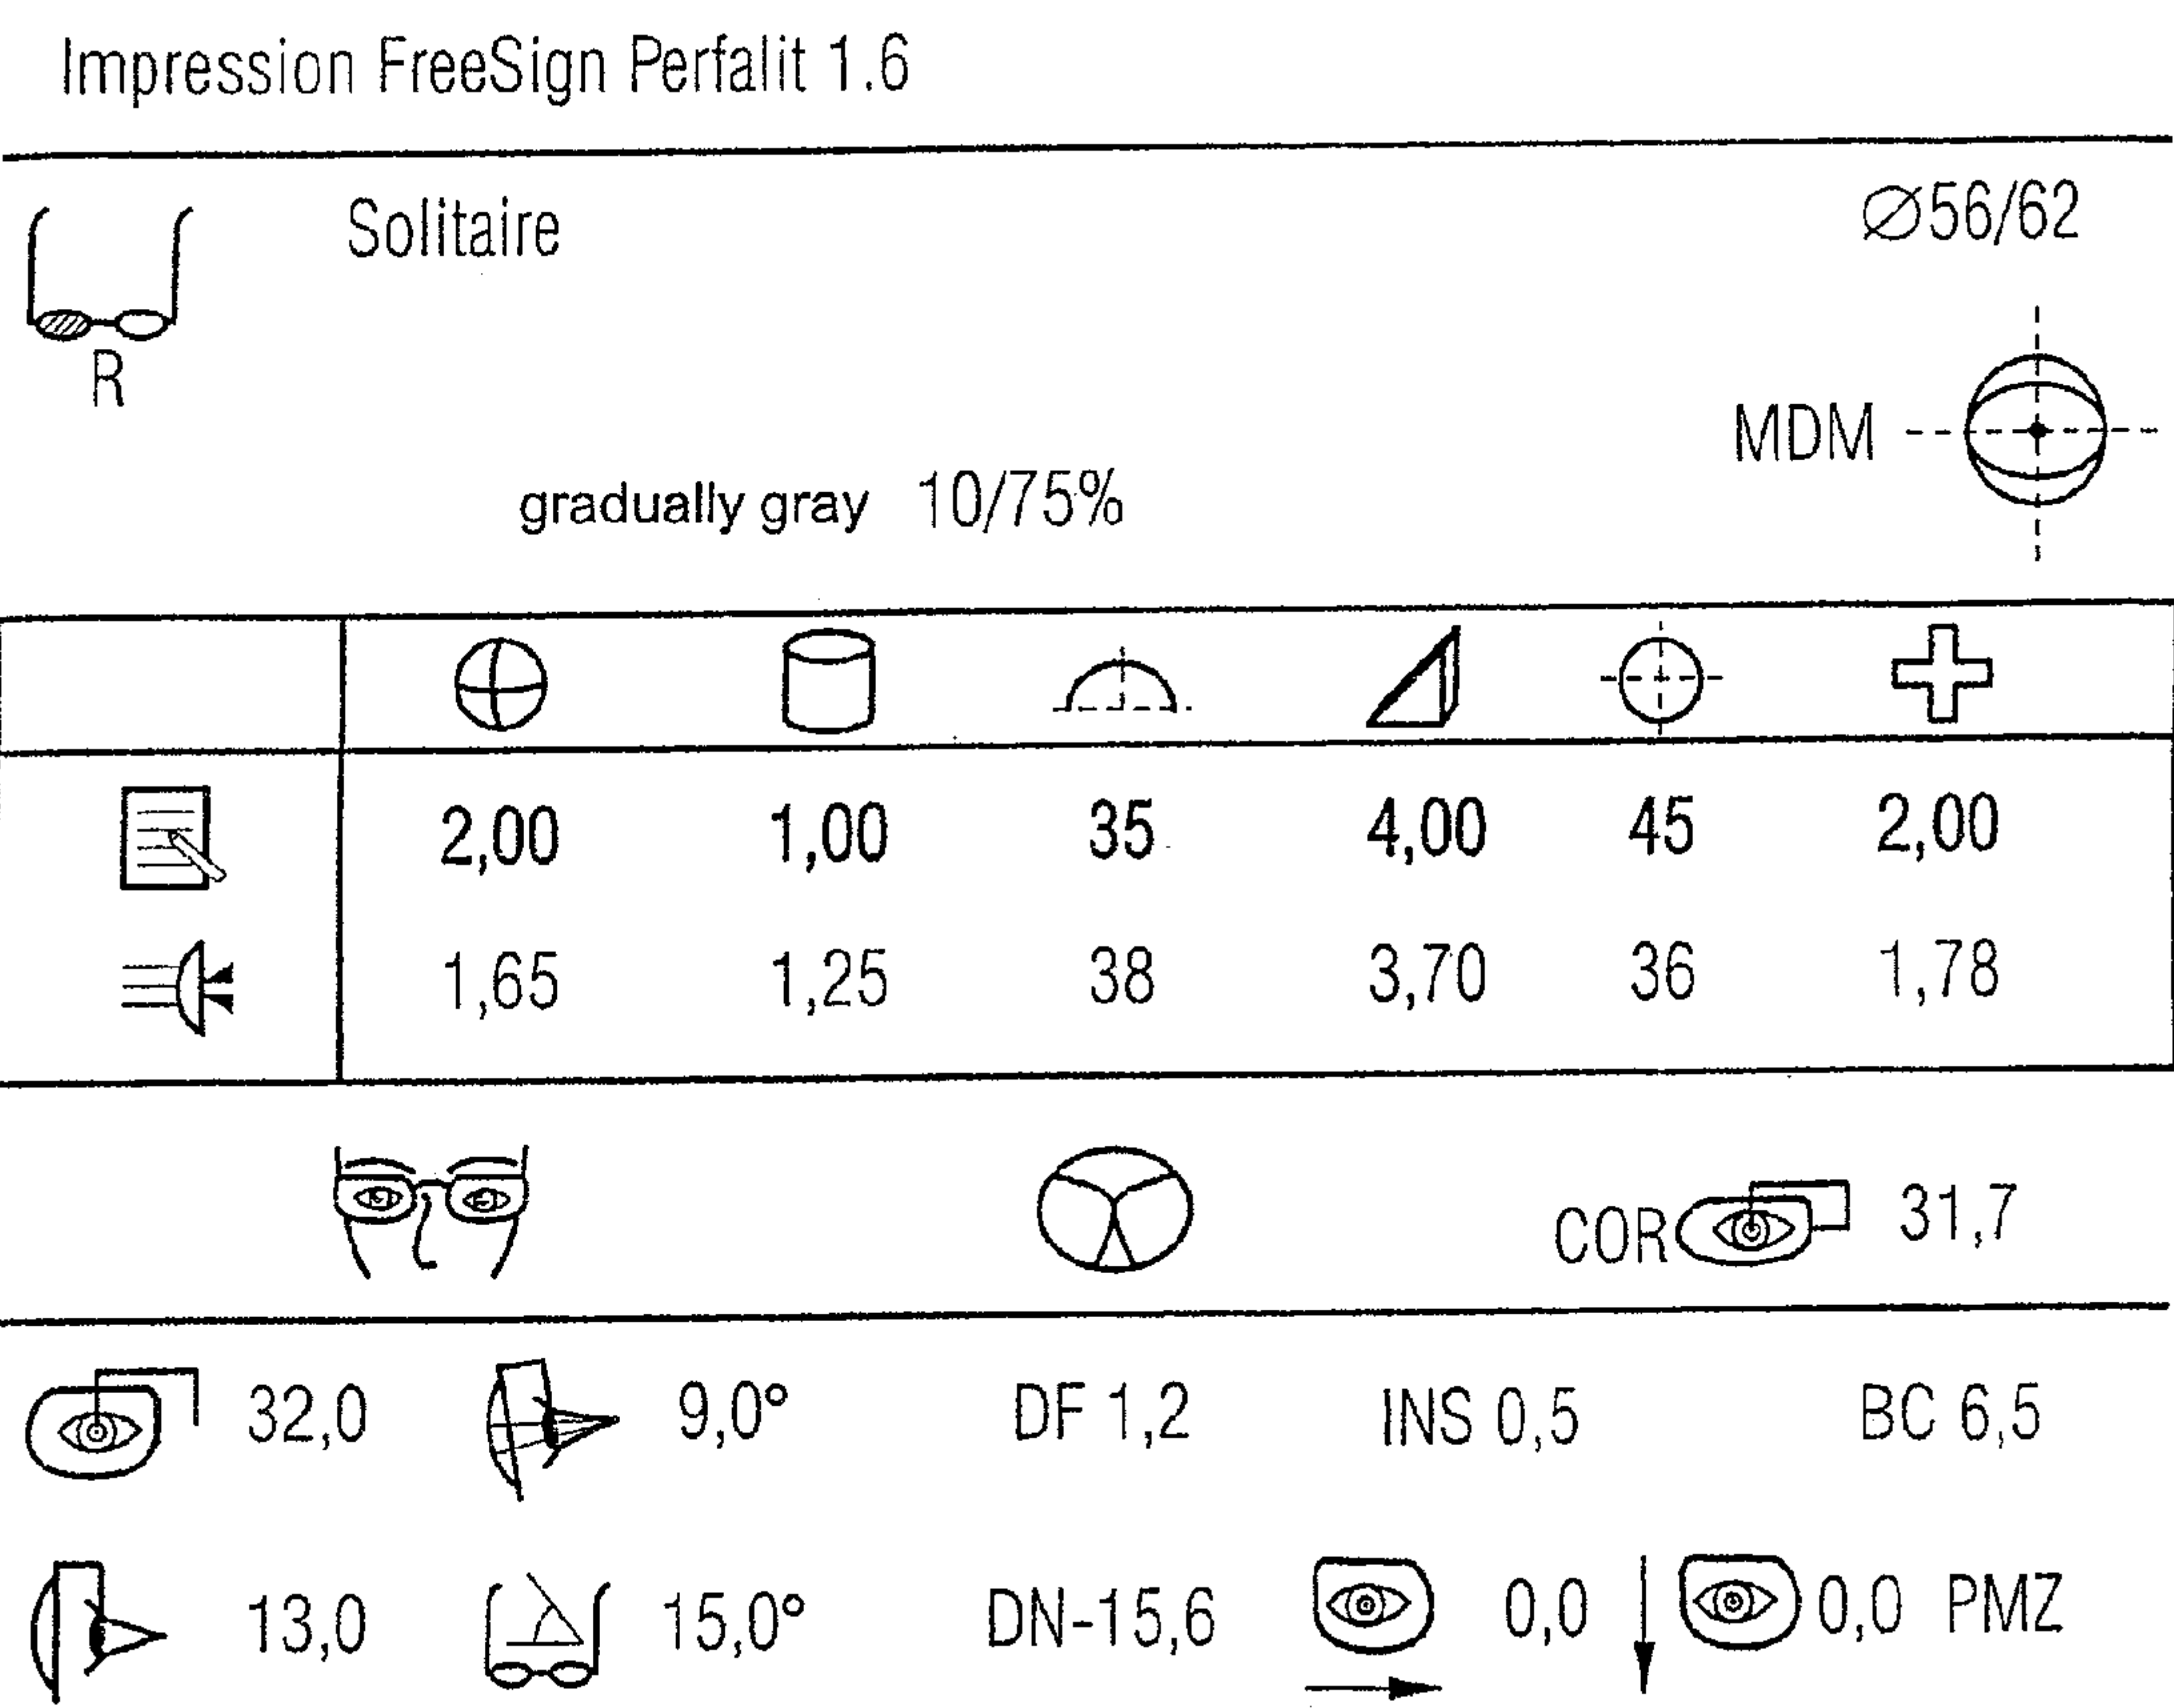 Impression FreeSign Perfalit 1.6
Solitaire Ø56/62
R
MDM
gradually gray 10/75%
2,00 1,00 35 4,00 45 2,00
1,65 1,25 38 3,70 36 1,78
COR 31,7
32,0 9,0° DF 1,2 INS 0,5 BC 6,5
13,0 15,0° DN-15,6 0,0 0,0 PMZ